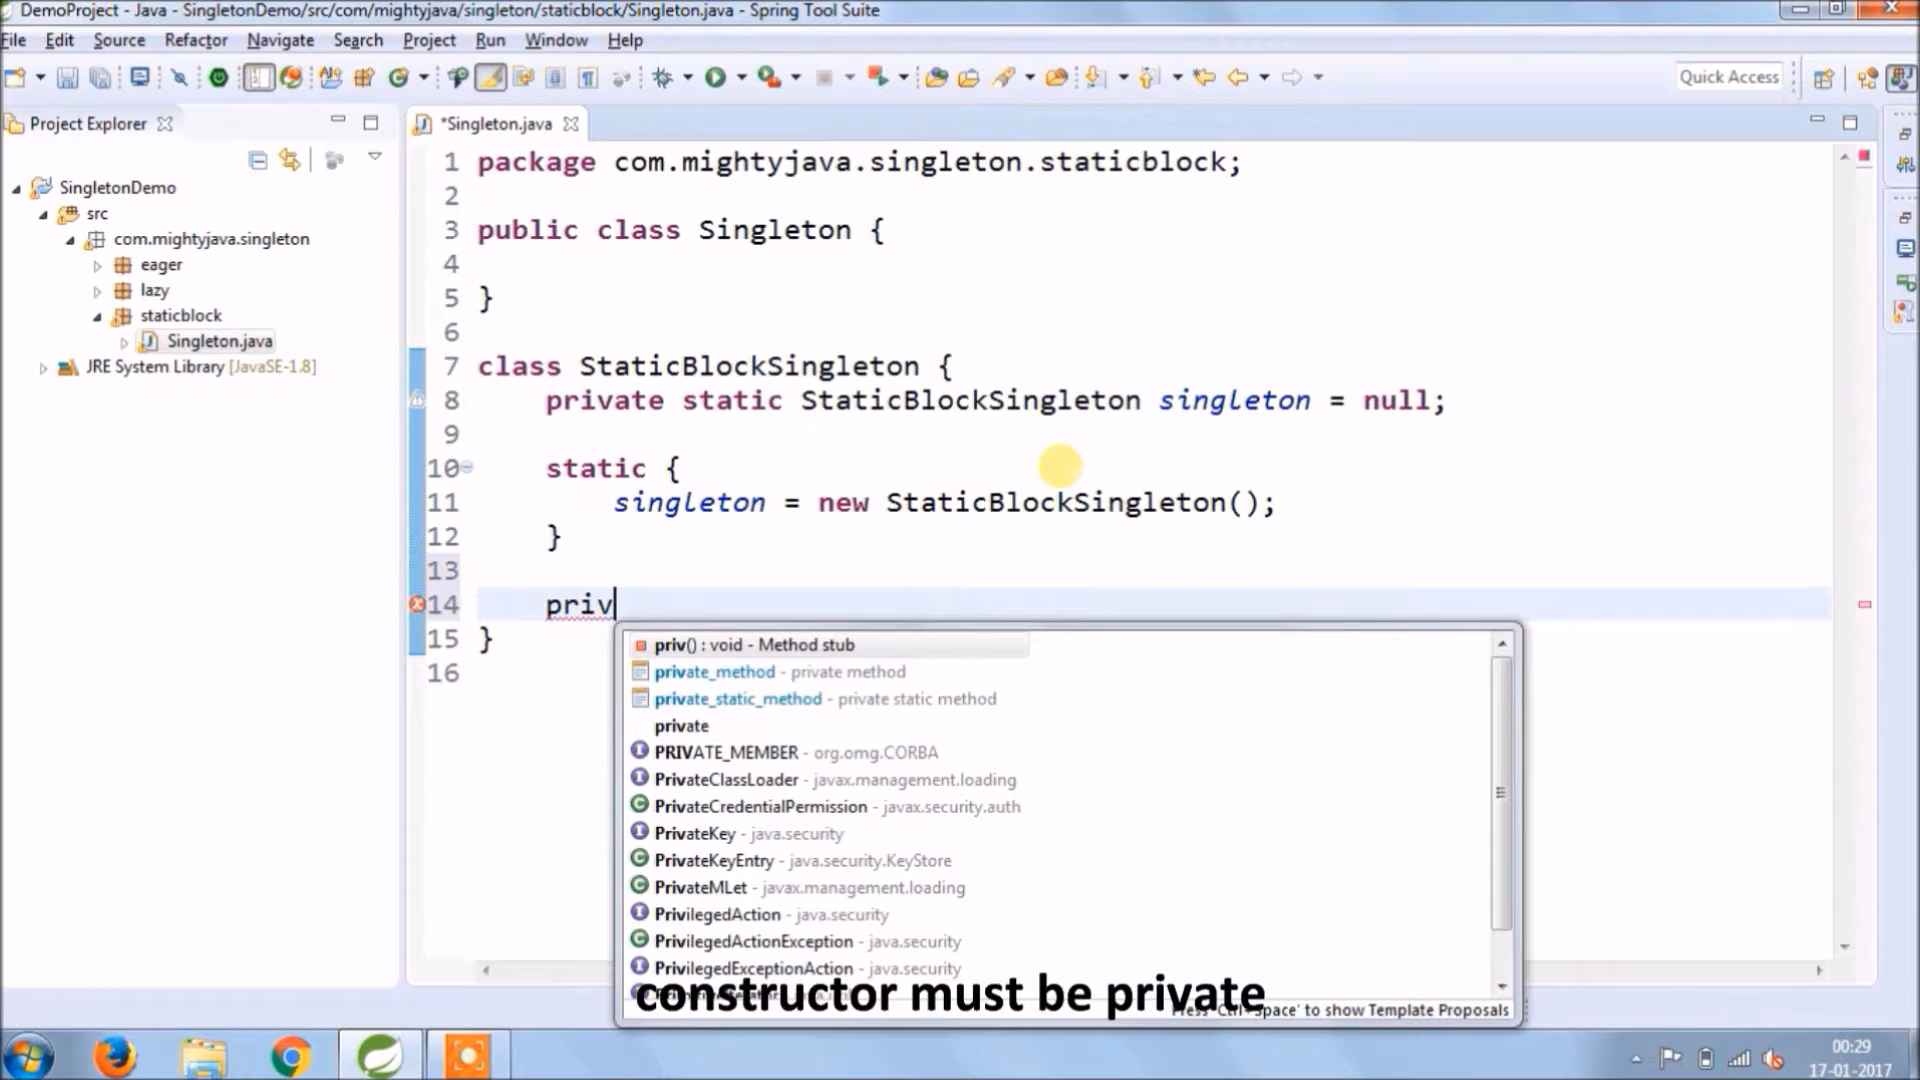 DemoProject - Java - SingletonDemo/src/com/mightyjava/singleton/staticblock/Singleton.java - Spring Tool Suite
File Edit Source Refactor Navigate Search Project Run Window Help
Quick Access
Project Explorer
SingletonDemo
src
com.mightyjava.singleton
eager
lazy
staticblock
Singleton.java
JRE System Library [JavaSE-1.8]
*Singleton.java
1 package com.mightyjava.singleton.staticblock;
2
3 public class Singleton {
4
5 }
6
7 class StaticBlockSingleton {
8 private static StaticBlockSingleton singleton = null;
9
10 static {
11 singleton = new StaticBlockSingleton();
12 }
13
14 priv
15 }
16
priv() : void - Method stub
private_method - private method
private_static_method - private static method
private
PRIVATE_MEMBER - org.omg.CORBA
PrivateClassLoader - javax.management.loading
PrivateCredentialPermission - javax.security.auth
PrivateKey - java.security
PrivateKeyEntry - java.security.KeyStore
PrivateMLet - javax.management.loading
PrivilegedAction - java.security
PrivilegedActionException - java.security
PrivilegedExceptionAction - java.security
constructor must be private
Press 'Ctrl+Space' to show Template Proposals
00:29
17-01-2017